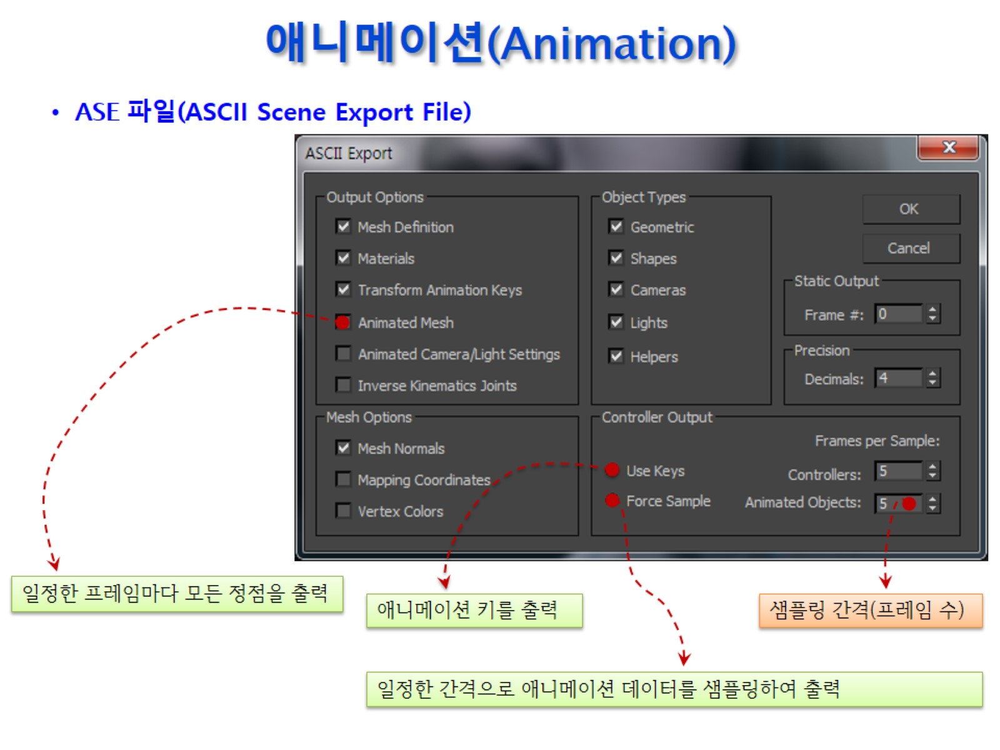 애니메이션(Animation)
• ASE 파일(ASCII Scene Export File)
ASCII Export
Output Options
Mesh Definition
Materials
Transform Animation Keys
Animated Mesh
Animated Camera/Light Settings
Inverse Kinematics Joints
Object Types
Geometric
Shapes
Cameras
Lights
Helpers
OK
Cancel
Static Output
Frame #: 0
Precision
Decimals: 4
Mesh Options
Mesh Normals
Mapping Coordinates
Vertex Colors
Controller Output
Frames per Sample:
Use Keys
Controllers: 5
Force Sample
Animated Objects: 5
일정한 프레임마다 모든 정점을 출력
애니메이션 키를 출력
샘플링 간격(프레임 수)
일정한 간격으로 애니메이션 데이터를 샘플링하여 출력